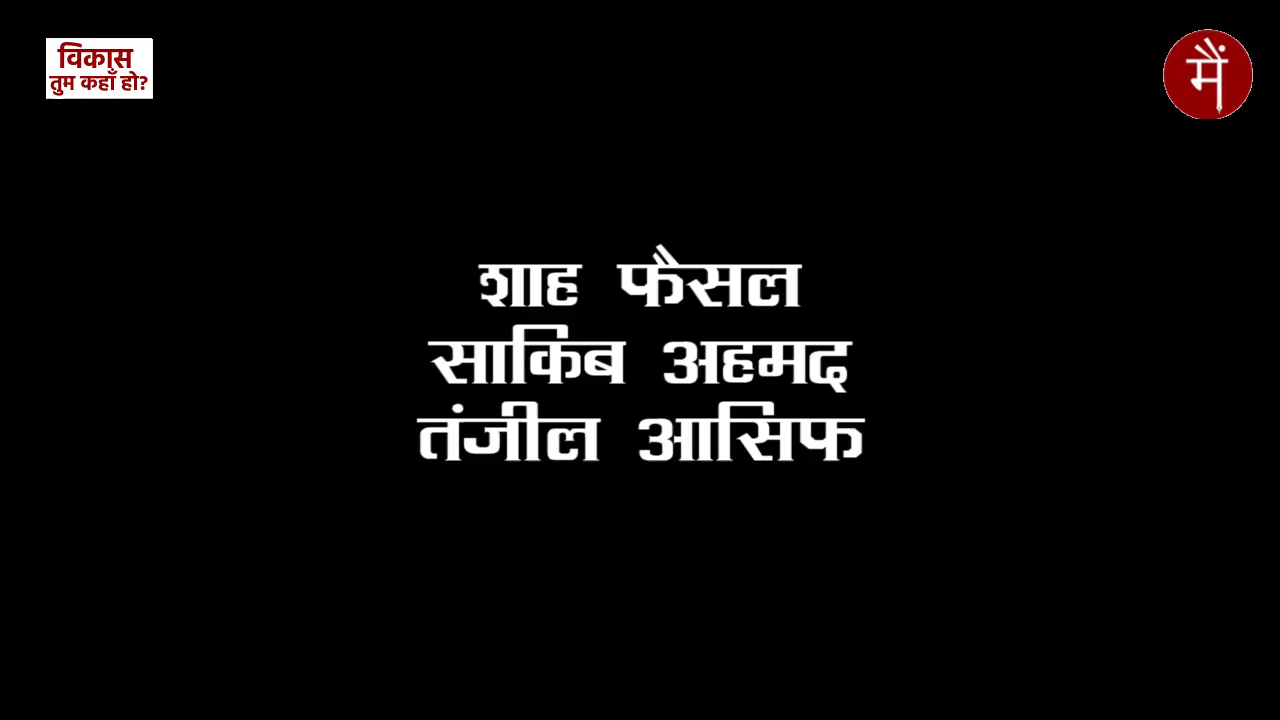 विकास
तुम कहाँ हो?
मैं
शाह फैसल
साकिब अहमद
तंजील आसिफ